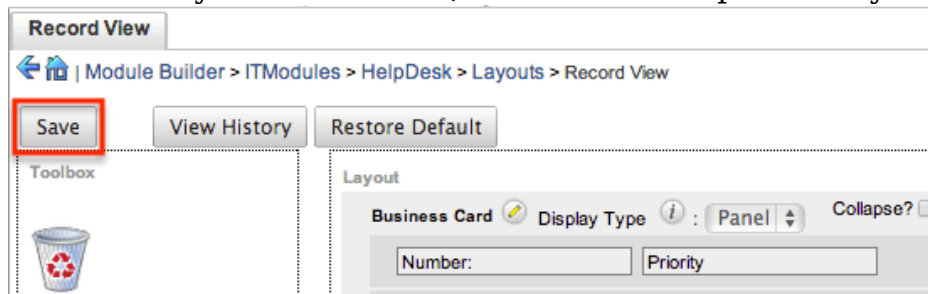 Record View
| Module Builder > ITModules > HelpDesk > Layouts > Record View
Save View History Restore Default
Toolbox
Layout
Business Card Display Type i : Panel Collapse?
Number: Priority